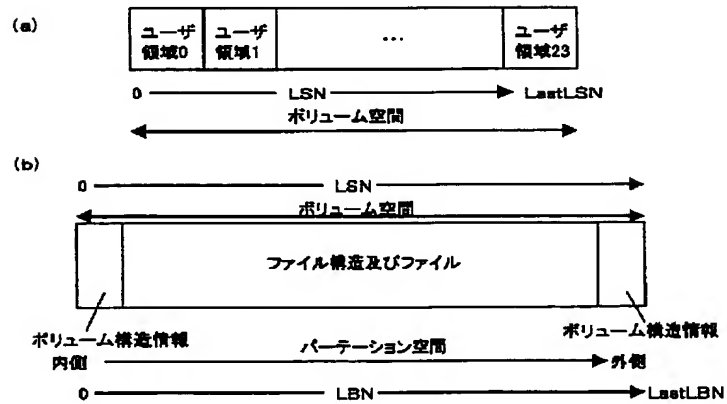 (a)
ユーザ
領域0
ユーザ
領域1
...
ユーザ
領域23
0 LSN LastLSN
ボリューム空間
(b)
0 LSN
ボリューム空間
ファイル構造及びファイル
ボリューム構造情報 ボリューム構造情報
内側 パーテーション空間 外側
0 LBN LastLBN